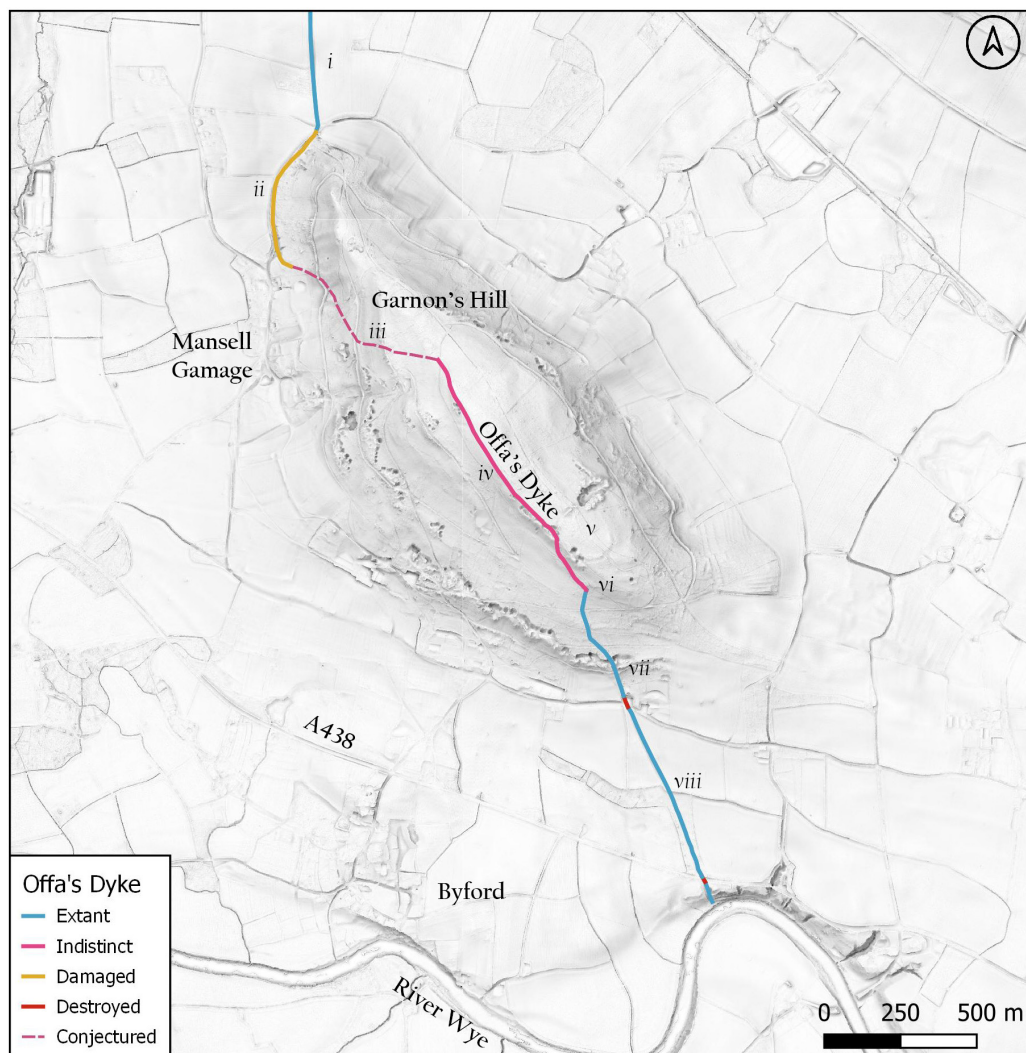 i
ii
Garnon's Hill
iii
Mansell
Gamage
Offa's Dyke
iv
v
vi
vii
A438
viii
Byford
River Wye
Offa's Dyke
Extant
Indistinct
Damaged
Destroyed
Conjectured
0 250 500 m